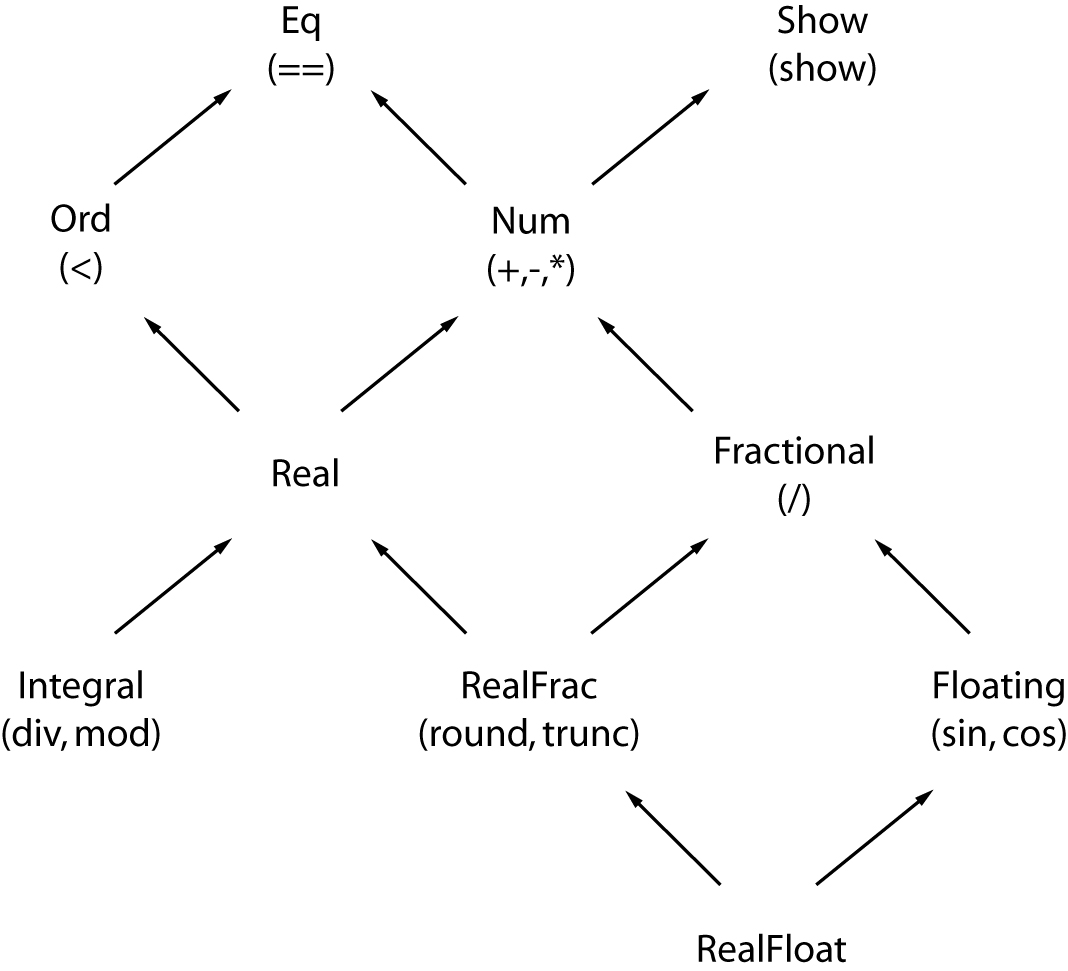 Eq
(==)
Show
(show)
Ord
(<)
Num
(+,-,*)
Real
Fractional
(/)
Integral
(div, mod)
RealFrac
(round, trunc)
Floating
(sin, cos)
RealFloat